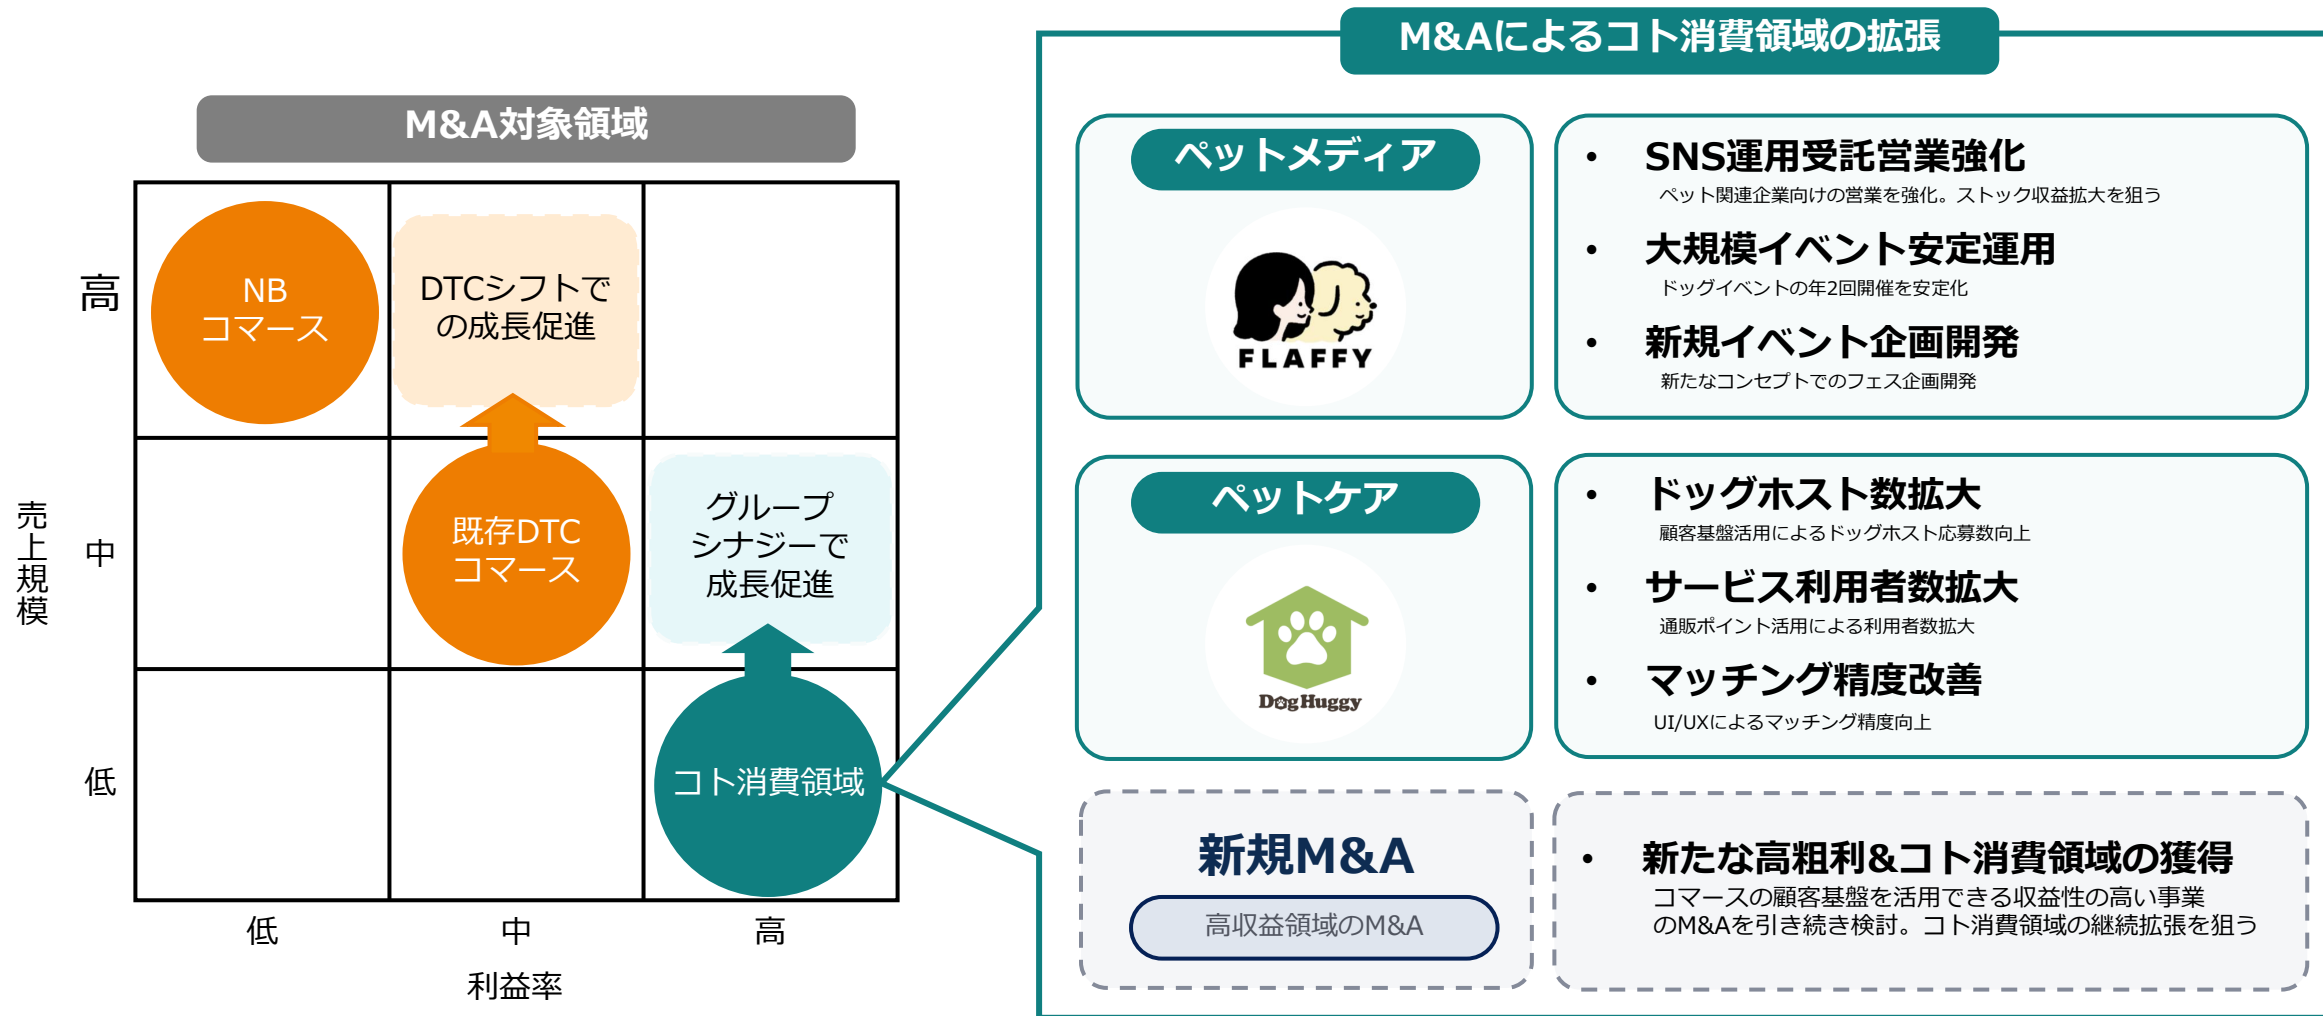 M&A対象領域
高
中
低
売上規模
NB
コマース
DTCシフトで
の成長促進
既存DTC
コマース
グループ
シナジーで
成長促進
コト消費領域
低
中
高
利益率
M&Aによるコト消費領域の拡張
ペットメディア
FLAFFY
• SNS運用受託営業強化
ペット関連企業向けの営業を強化。ストック収益拡大を狙う
• 大規模イベント安定運用
ドッグイベントの年2回開催を安定化
• 新規イベント企画開発
新たなコンセプトでのフェス企画開発
ペットケア
DogHuggy
• ドッグホスト数拡大
顧客基盤活用によるドッグホスト応募数向上
• サービス利用者数拡大
通販ポイント活用による利用者数拡大
• マッチング精度改善
UI/UXによるマッチング精度向上
新規M&A
高収益領域のM&A
• 新たな高粗利&コト消費領域の獲得
コマースの顧客基盤を活用できる収益性の高い事業
のM&Aを引き続き検討。コト消費領域の継続拡張を狙う